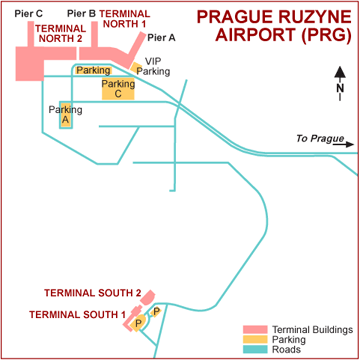 Pier C
Pier B
TERMINAL
NORTH 1
PRAGUE RUZYNE
AIRPORT (PRG)
TERMINAL
NORTH 2
Pier A
VIP
Parking
Parking
Parking
C
Parking
A
N
To Prague
TERMINAL SOUTH 2
TERMINAL SOUTH 1
P
P
Terminal Buildings
Parking
Roads